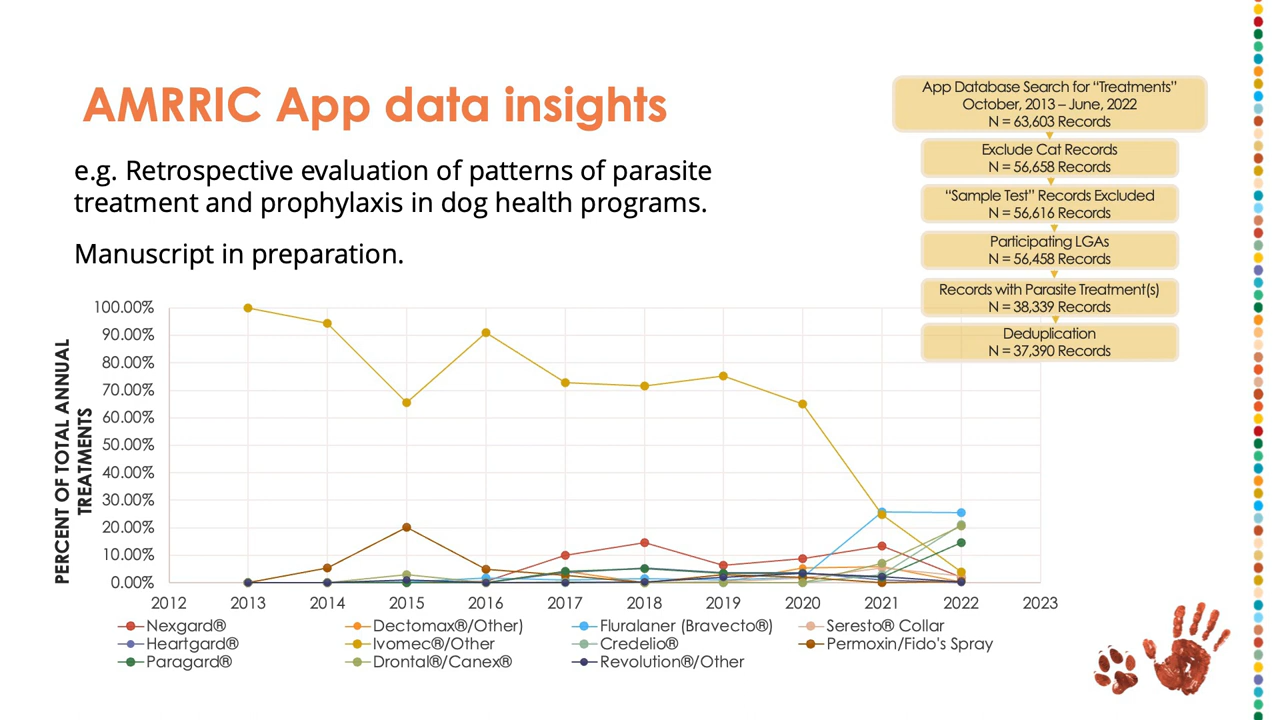 AMRRIC App data insights
e.g. Retrospective evaluation of patterns of parasite
treatment and prophylaxis in dog health programs.
Manuscript in preparation.
App Database Search for “Treatments”
October, 2013 – June, 2022
N = 63,603 Records
Exclude Cat Records
N = 56,658 Records
“Sample Test” Records Excluded
N = 56,616 Records
Participating LGAs
N = 56,458 Records
Records with Parasite Treatment(s)
N = 38,339 Records
Deduplication
N = 37,390 Records
PERCENT OF TOTAL ANNUAL
TREATMENTS
100.00%
90.00%
80.00%
70.00%
60.00%
50.00%
40.00%
30.00%
20.00%
10.00%
0.00%
2012 2013 2014 2015 2016 2017 2018 2019 2020 2021 2022 2023
Nexgard® Dectomax®/Other) Fluralaner (Bravecto®) Seresto® Collar
Heartgard® Ivomec®/Other Credelio® Permoxin/Fido's Spray
Paragard® Drontal®/Canex® Revolution®/Other